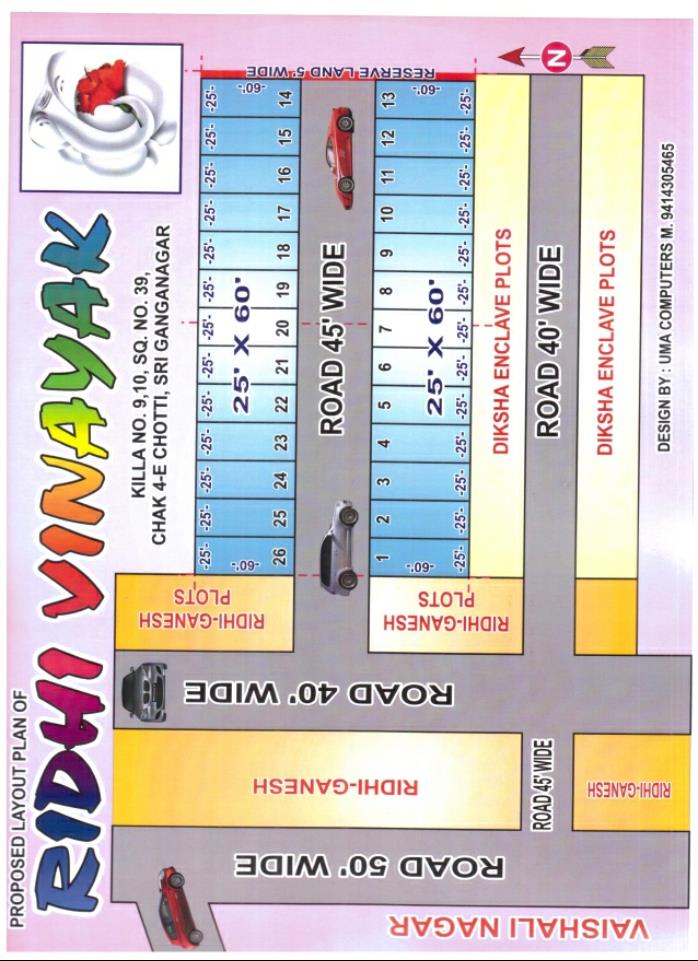 PROPOSED LAYOUT PLAN OF
RIDHI VINAYAK
KILLA NO. 9,10, SQ. NO. 39,
CHAK 4-E CHOTTI, SRI GANGANAGAR
VAISHALI NAGAR
ROAD 50' WIDE
RIDHI-GANESH
ROAD 40' WIDE
RIDHI-GANESH
PLOTS
-25'- -25'- -25'- -25'- -25'- -25'- -25'- -25'- -25'- -25'- -25'- -25'- -25'-
-60'- 25' X 60' -60'-
26 25 24 23 22 21 20 19 18 17 16 15 14
RESERVE LAND 5' WIDE
ROAD 45' WIDE
RIDHI-GANESH
PLOTS
1 2 3 4 5 6 7 8 9 10 11 12 13
-60'- 25' X 60' -60'-
-25'- -25'- -25'- -25'- -25'- -25'- -25'- -25'- -25'- -25'- -25'- -25'- -25'-
DIKSHA ENCLAVE PLOTS
ROAD 45' WIDE
ROAD 40' WIDE
N
RIDHI-GANESH
DIKSHA ENCLAVE PLOTS
DESIGN BY : UMA COMPUTERS M. 9414305465